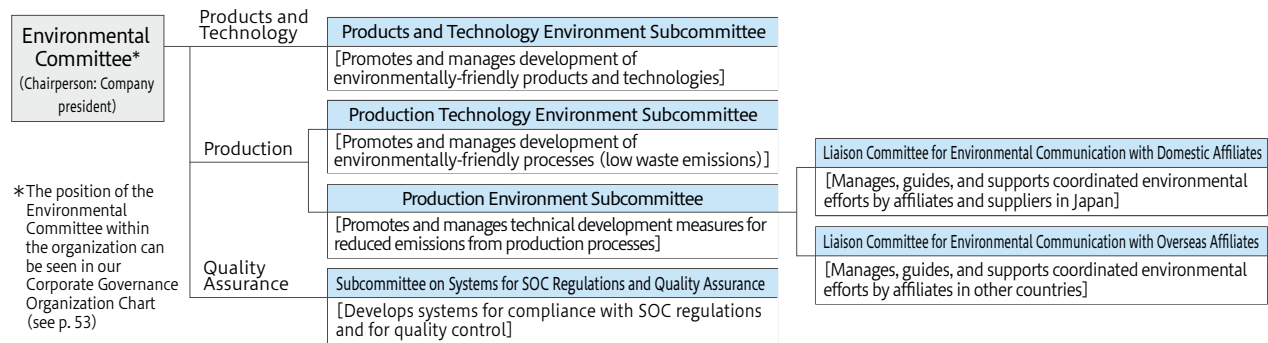 Environmental
Committee*
(Chairperson: Company
president)
*The position of the
Environmental
Committee within
the organization can
be seen in our
Corporate Governance
Organization Chart
(see p. 53)
Products and
Technology
Products and Technology Environment Subcommittee
[Promotes and manages development of
environmentally-friendly products and technologies]
Production
Production Technology Environment Subcommittee
[Promotes and manages development of
environmentally-friendly processes (low waste emissions)]
Production Environment Subcommittee
[Promotes and manages technical development measures for
reduced emissions from production processes]
Liaison Committee for Environmental Communication with Domestic Affiliates
[Manages, guides, and supports coordinated environmental
efforts by affiliates and suppliers in Japan]
Liaison Committee for Environmental Communication with Overseas Affiliates
[Manages, guides, and supports coordinated environmental
efforts by affiliates in other countries]
Quality
Assurance
Subcommittee on Systems for SOC Regulations and Quality Assurance
[Develops systems for compliance with SOC regulations
and for quality control]